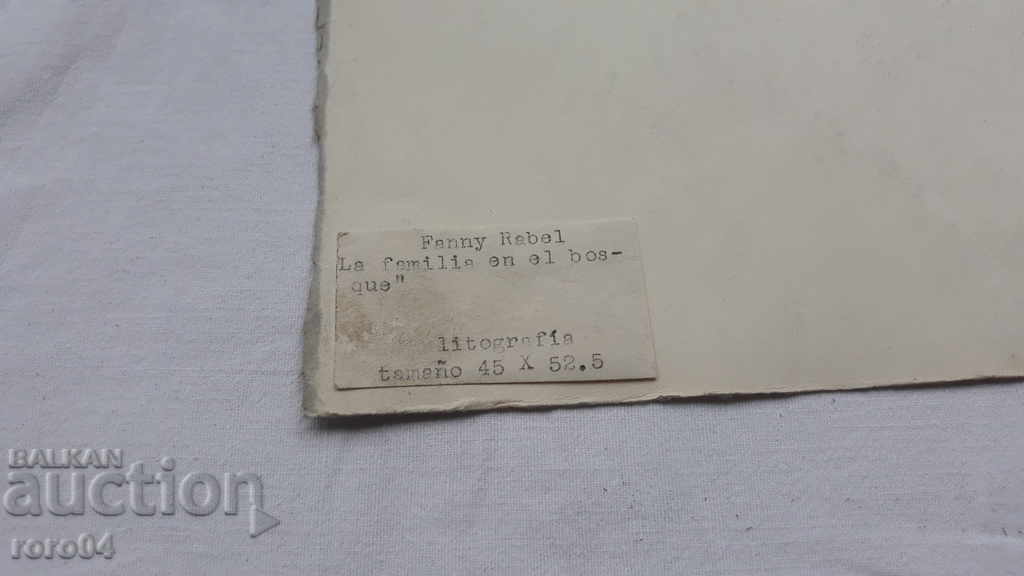 Fanny Rabel
La familia en el bos-
que"
litografía
tamaño 45 X 52.5
BALKAN
auction
roro04